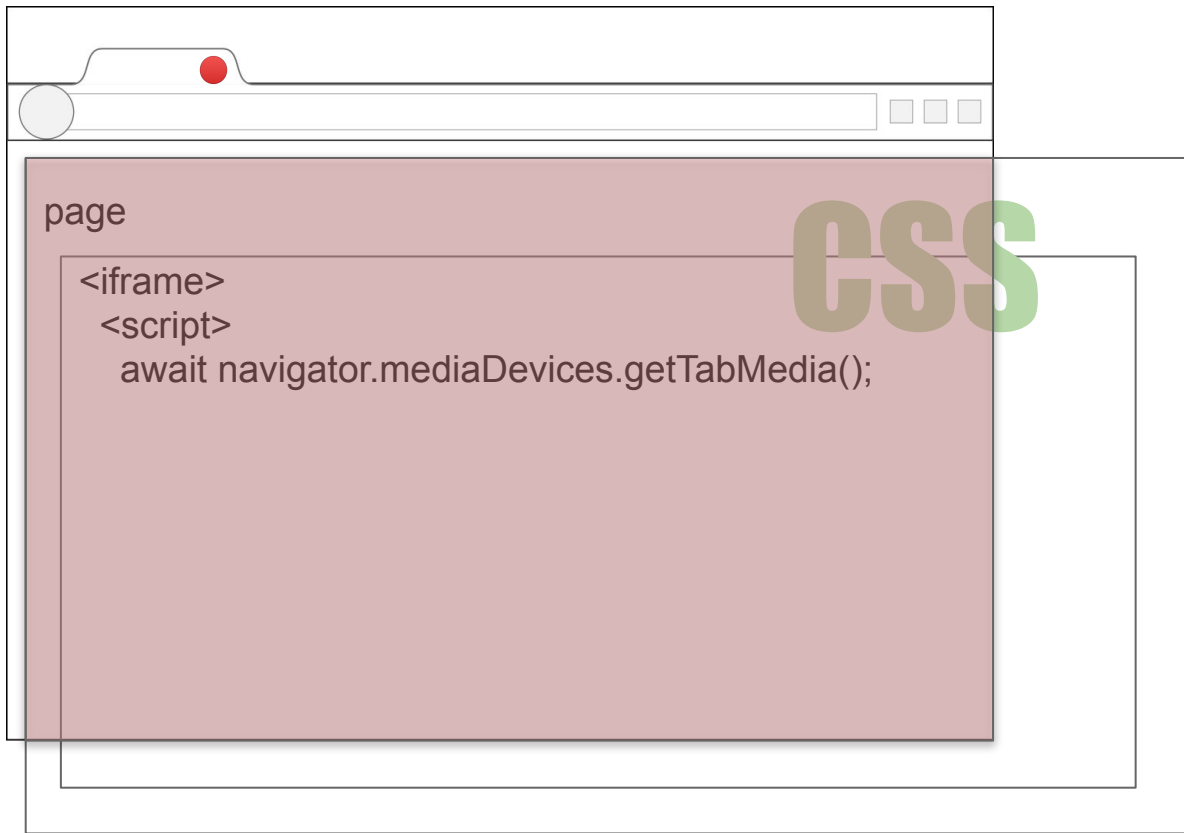 page
CSS
<iframe>
<script>
await navigator.mediaDevices.getTabMedia();